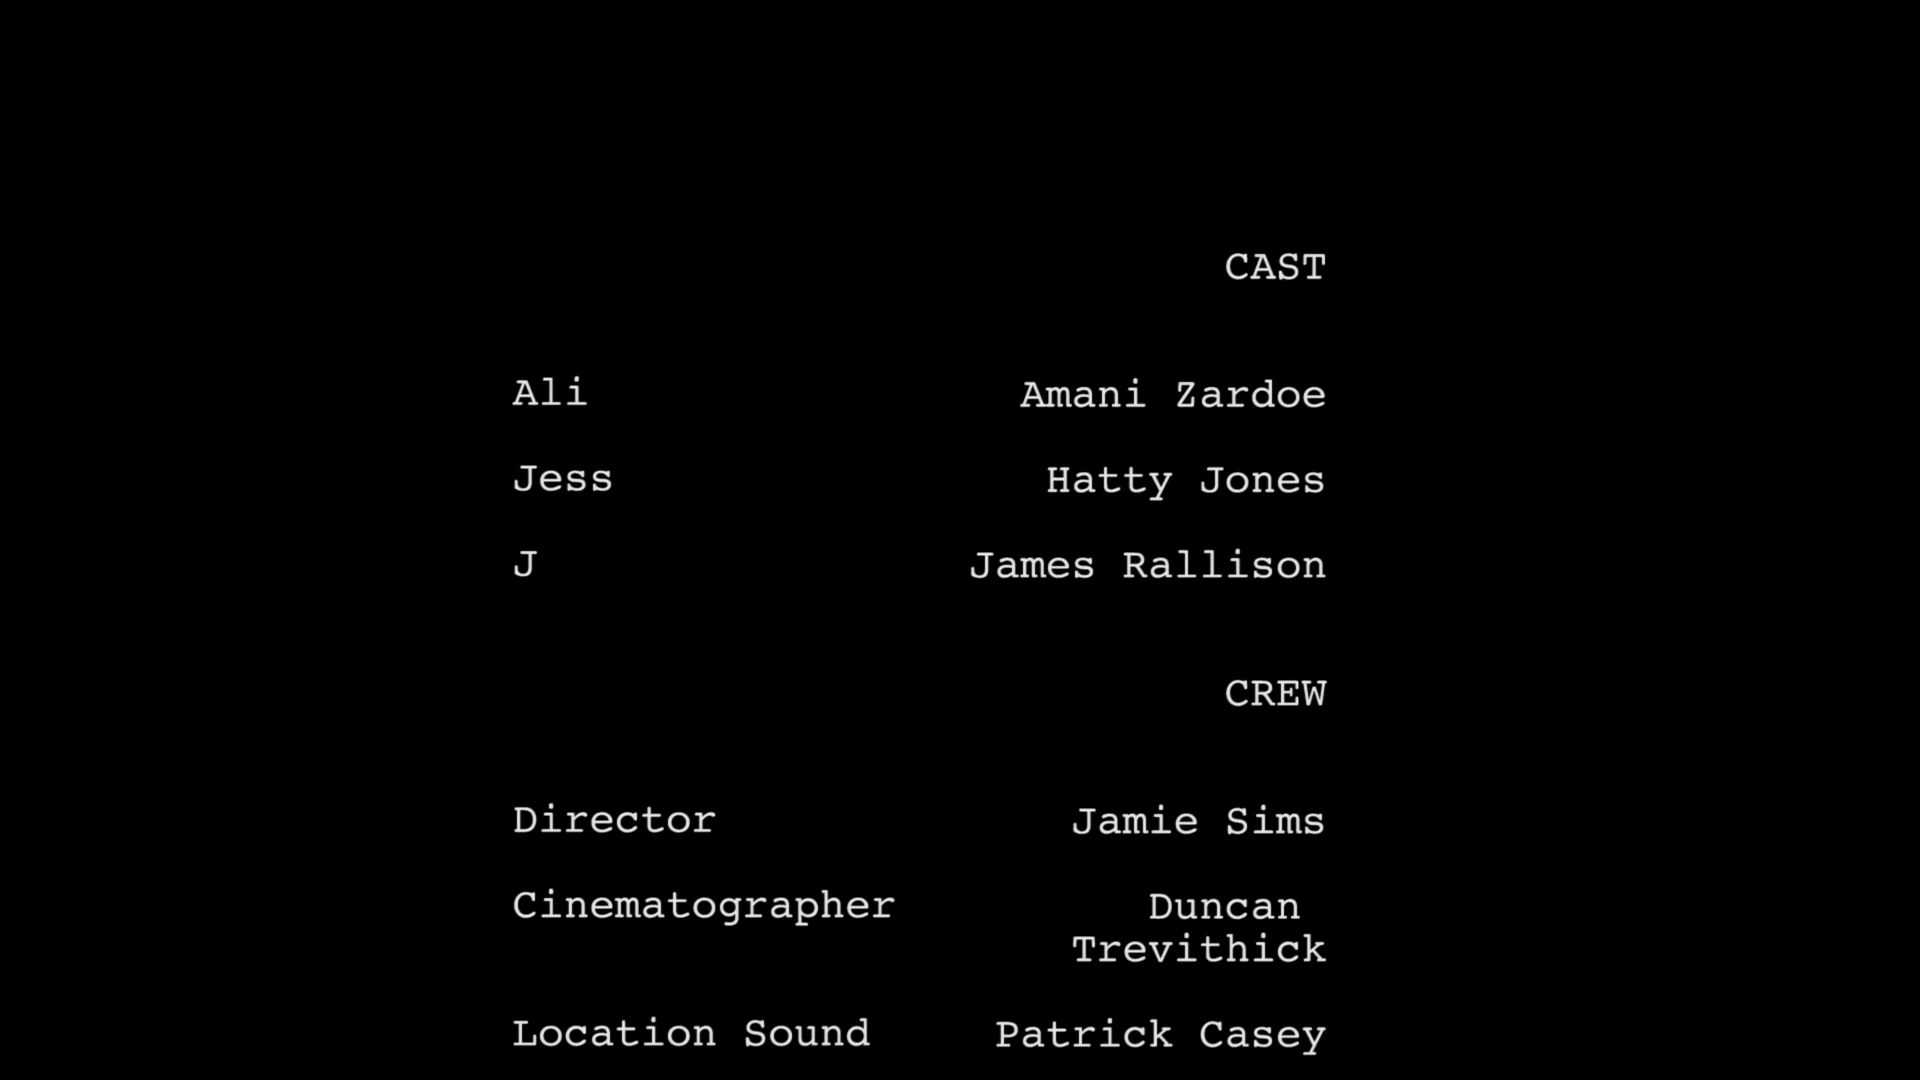 CAST
Ali Amani Zardoe
Jess Hatty Jones
J James Rallison
CREW
Director Jamie Sims
Cinematographer Duncan
Trevithick
Location Sound Patrick Casey